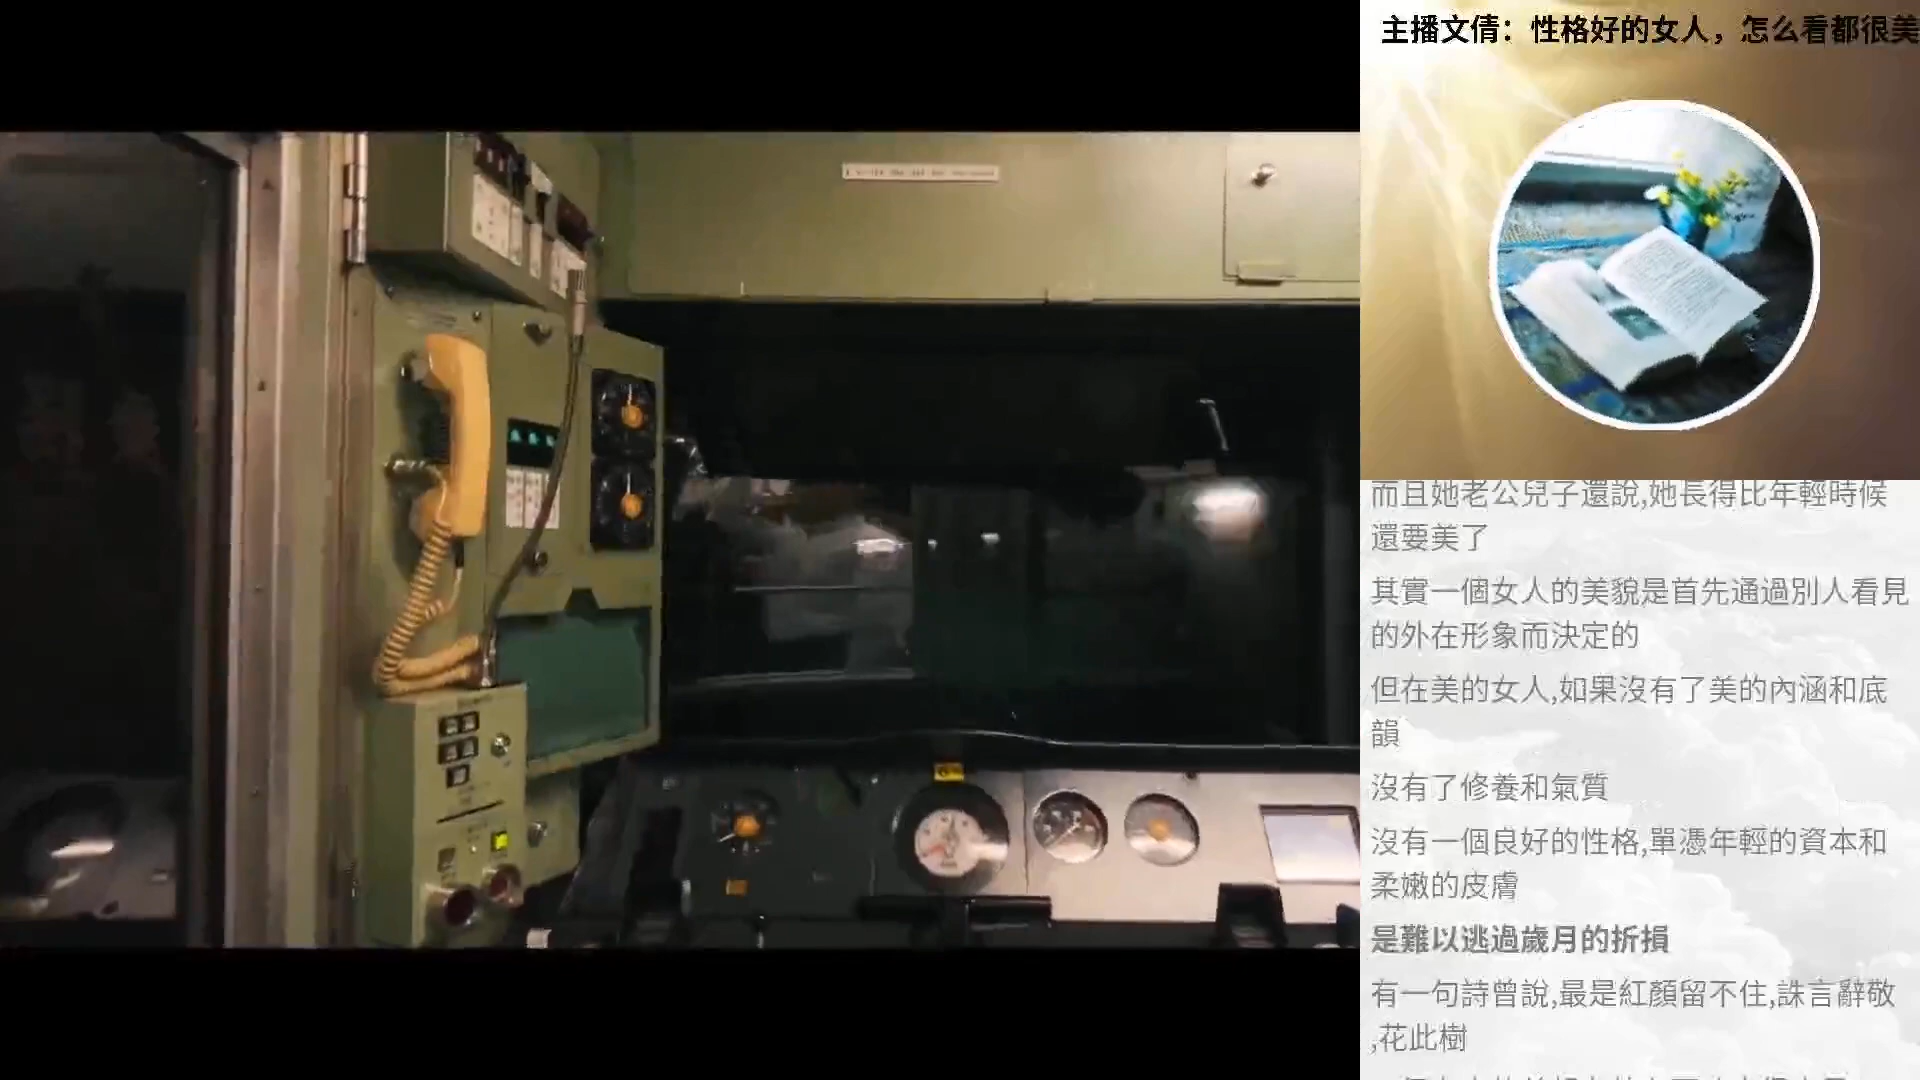 主播文倩：性格好的女人，怎么看都很美
而且她老公兒子還說,她長得比年輕時候
還要美了
其實一個女人的美貌是首先通過別人看見
的外在形象而決定的
但在美的女人,如果沒有了美的內涵和底
韻
沒有了修養和氣質
沒有一個良好的性格,單憑年輕的資本和
柔嫩的皮膚
是難以逃過歲月的折損
有一句詩曾說,最是紅顏留不住,誅言辭敬
,花此樹